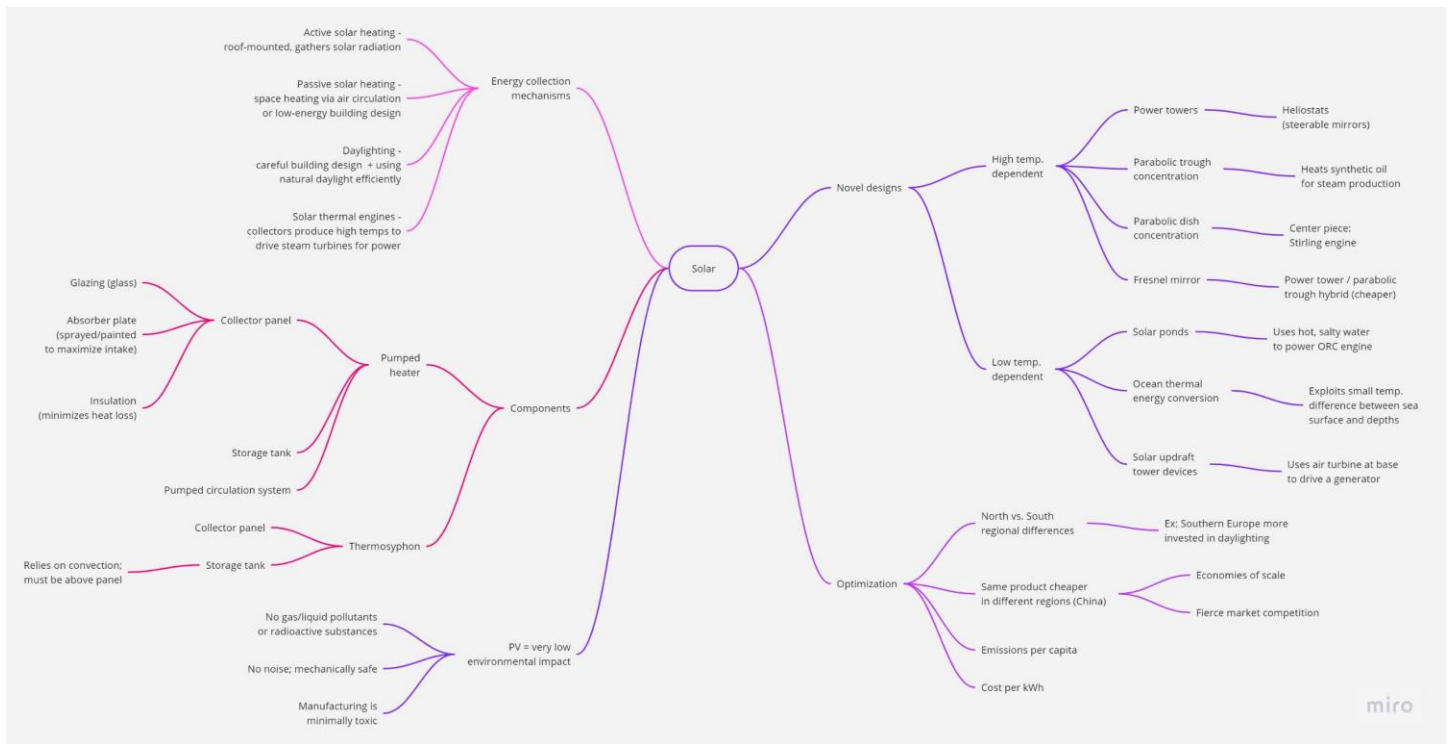 Solar
Energy collection
mechanisms
Active solar heating -
roof-mounted, gathers solar radiation
Passive solar heating -
space heating via air circulation
or low-energy building design
Daylighting -
careful building design + using
natural daylight efficiently
Solar thermal engines -
collectors produce high temps to
drive steam turbines for power
Components
Pumped
heater
Collector panel
Glazing (glass)
Absorber plate
(sprayed/painted
to maximize intake)
Insulation
(minimizes heat loss)
Storage tank
Pumped circulation system
Thermosyphon
Collector panel
Storage tank
Relies on convection;
must be above panel
PV = very low
environmental impact
No gas/liquid pollutants
or radioactive substances
No noise; mechanically safe
Manufacturing is
minimally toxic
Novel designs
High temp.
dependent
Power towers
Heliostats
(steerable mirrors)
Parabolic trough
concentration
Heats synthetic oil
for steam production
Parabolic dish
concentration
Center piece:
Stirling engine
Fresnel mirror
Power tower / parabolic
trough hybrid (cheaper)
Low temp.
dependent
Solar ponds
Uses hot, salty water
to power ORC engine
Ocean thermal
energy conversion
Exploits small temp.
difference between sea
surface and depths
Solar updraft
tower devices
Uses air turbine at base
to drive a generator
Optimization
North vs. South
regional differences
Ex: Southern Europe more
invested in daylighting
Same product cheaper
in different regions (China)
Economies of scale
Fierce market competition
Emissions per capita
Cost per kWh
miro